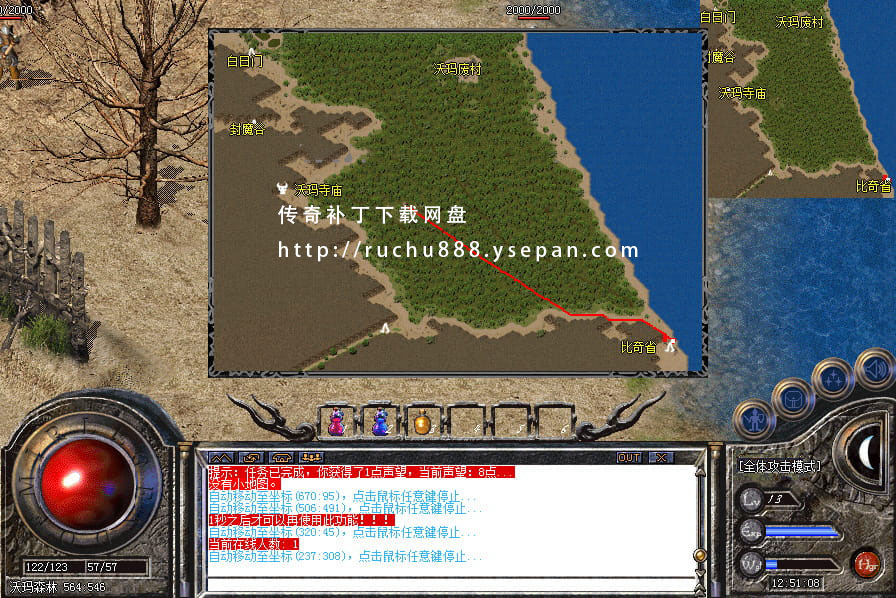 /2000
2000/2000
白日门
沃玛废村
封魔谷
沃玛寺庙
比奇省
白日门
沃玛废村
封魔谷
沃玛寺庙
传奇补丁下载网盘
http://ruchu888.ysepan.com
比奇省
OUT
提示：任务已完成，你获得了1点声望，当前声望：8点...
没有小地图。
自动移动至坐标(670:95)，点击鼠标任意键停止...
自动移动至坐标(506:491)，点击鼠标任意键停止...
1秒之后才可以再使用此功能！！！
自动移动至坐标(320:45)，点击鼠标任意键停止...
当前在线人数：1
自动移动至坐标(237:308)，点击鼠标任意键停止...
[全体攻击模式]
13
122/123
57/57
沃玛森林 564:546
12:51:08